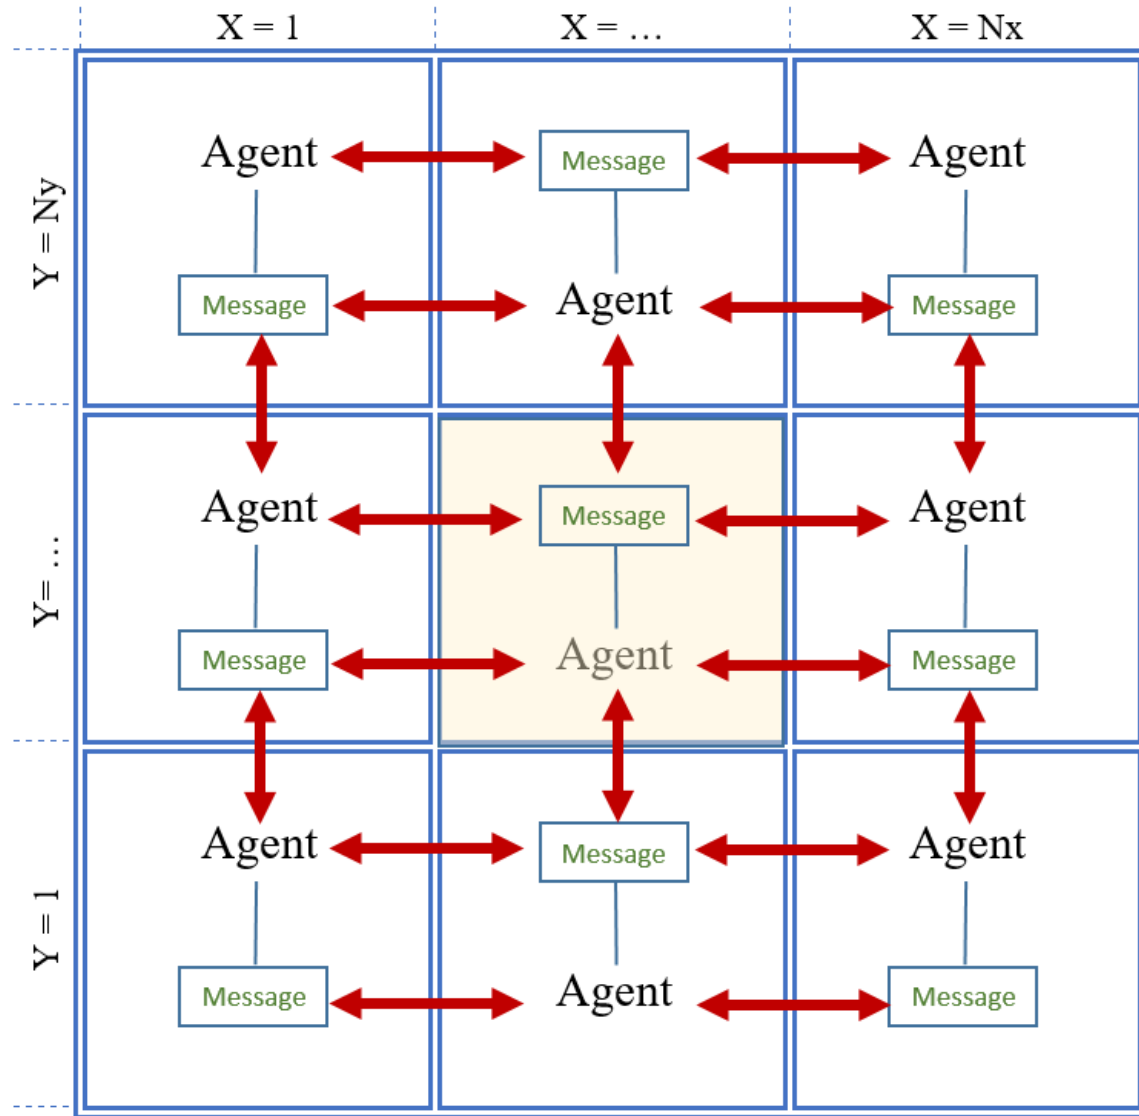 X = 1
X = …
X = Nx
Y = Ny
Agent
Message
Agent
Message
Agent
Message
Y= …
Agent
Message
Agent
Message
Agent
Message
Y = 1
Agent
Message
Agent
Message
Agent
Message